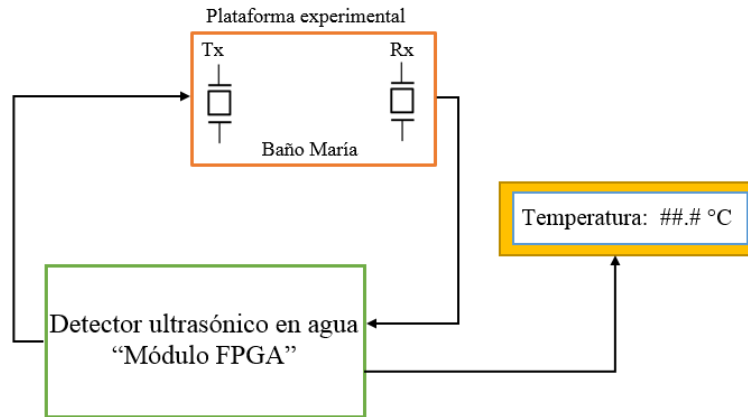 Plataforma experimental
Tx
Rx
Baño María
Temperatura: ##.# °C
Detector ultrasónico en agua
“Módulo FPGA”